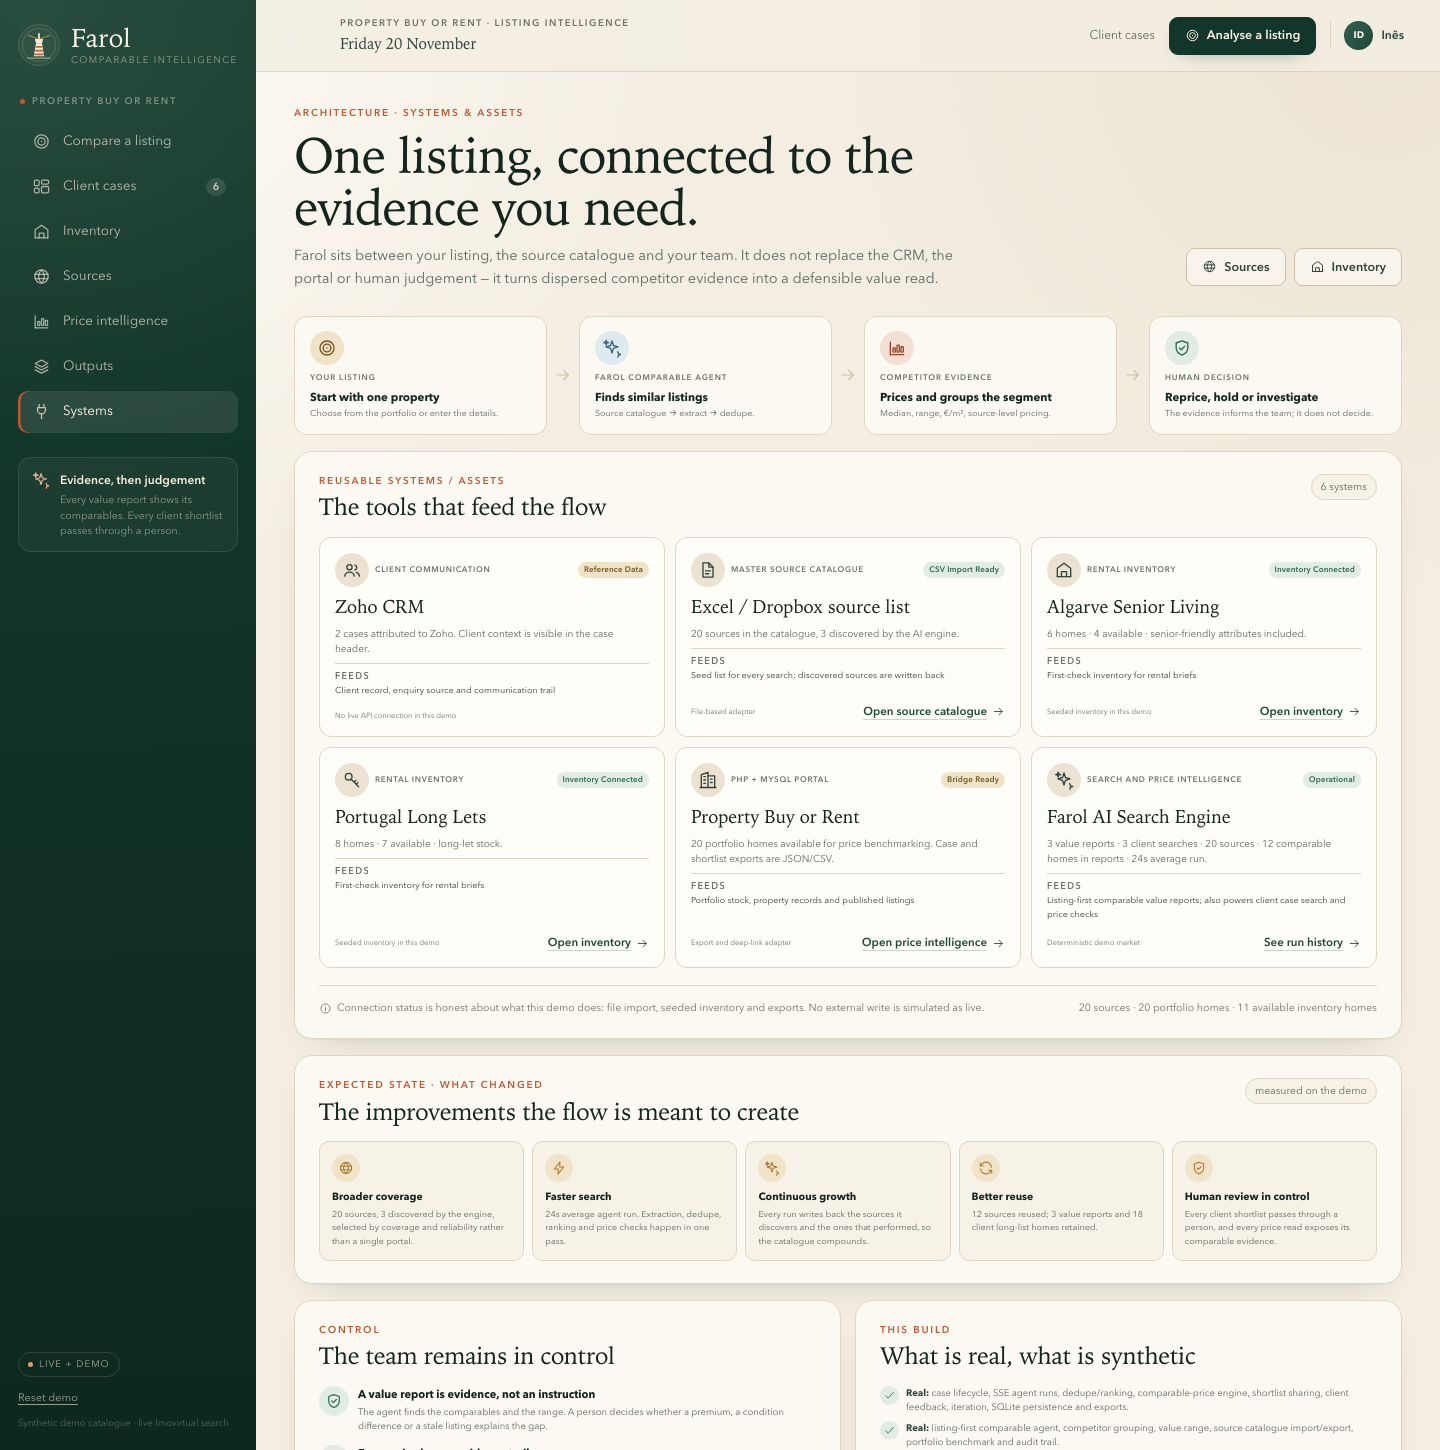 Farol
COMPARABLE INTELLIGENCE
PROPERTY BUY OR RENT
Compare a listing
Client cases 6
Inventory
Sources
Price intelligence
Outputs
Systems
Evidence, then judgement
Every value report shows its
comparables. Every client shortlist
passes through a person.
LIVE + DEMO
Reset demo
Synthetic demo catalogue · live Imovirtual search
PROPERTY BUY OR RENT · LISTING INTELLIGENCE
Friday 20 November
Client cases
Analyse a listing
ID Inês
ARCHITECTURE · SYSTEMS & ASSETS
One listing, connected to the
evidence you need.
Farol sits between your listing, the source catalogue and your team. It does not replace the CRM, the
portal or human judgement — it turns dispersed competitor evidence into a defensible value read.
Sources
Inventory
YOUR LISTING
Start with one property
Choose from the portfolio or enter the details.
→
FAROL COMPARABLE AGENT
Finds similar listings
Source catalogue → extract → dedupe.
→
COMPETITOR EVIDENCE
Prices and groups the segment
Median, range, €/m², source-level pricing.
→
HUMAN DECISION
Reprice, hold or investigate
The evidence informs the team; it does not decide.
REUSABLE SYSTEMS / ASSETS
The tools that feed the flow
6 systems
CLIENT COMMUNICATION
Reference Data
Zoho CRM
2 cases attributed to Zoho. Client context is visible in the case
header.
FEEDS
Client record, enquiry source and communication trail
No live API connection in this demo
MASTER SOURCE CATALOGUE
CSV Import Ready
Excel / Dropbox source list
20 sources in the catalogue, 3 discovered by the AI engine.
FEEDS
Seed list for every search; discovered sources are written back
File-based adapter
Open source catalogue →
RENTAL INVENTORY
Inventory Connected
Algarve Senior Living
6 homes · 4 available · senior-friendly attributes included.
FEEDS
First-check inventory for rental briefs
Seeded inventory in this demo
Open inventory →
RENTAL INVENTORY
Inventory Connected
Portugal Long Lets
8 homes · 7 available · long-let stock.
FEEDS
First-check inventory for rental briefs
Seeded inventory in this demo
Open inventory →
PHP + MYSQL PORTAL
Bridge Ready
Property Buy or Rent
20 portfolio homes available for price benchmarking. Case and
shortlist exports are JSON/CSV.
FEEDS
Portfolio stock, property records and published listings
Export and deep-link adapter
Open price intelligence →
SEARCH AND PRICE INTELLIGENCE
Operational
Farol AI Search Engine
3 value reports · 3 client searches · 20 sources · 12 comparable
homes in reports · 24s average run.
FEEDS
Listing-first comparable value reports; also powers client case search and
price checks
Deterministic demo market
See run history →
Connection status is honest about what this demo does: file import, seeded inventory and exports. No external write is simulated as live.
20 sources · 20 portfolio homes · 11 available inventory homes
EXPECTED STATE · WHAT CHANGED
The improvements the flow is meant to create
measured on the demo
Broader coverage
20 sources, 3 discovered by the engine,
selected by coverage and reliability rather
than a single portal.
Faster search
24s average agent run. Extraction, dedupe,
ranking and price checks happen in one
pass.
Continuous growth
Every run writes back the sources it
discovers and the ones that performed, so
the catalogue compounds.
Better reuse
12 sources reused; 3 value reports and 18
client long-list homes retained.
Human review in control
Every client shortlist passes through a
person, and every price read exposes its
comparable evidence.
CONTROL
The team remains in control
A value report is evidence, not an instruction
The agent finds the comparables and the range. A person decides whether a premium, a condition
difference or a stale listing explains the gap.
THIS BUILD
What is real, what is synthetic
Real: case lifecycle, SSE agent runs, dedupe/ranking, comparable-price engine, shortlist sharing, client
feedback, iteration, SQLite persistence and exports.
Real: listing-first comparable agent, competitor grouping, value range, source catalogue import/export,
portfolio benchmark and audit trail.